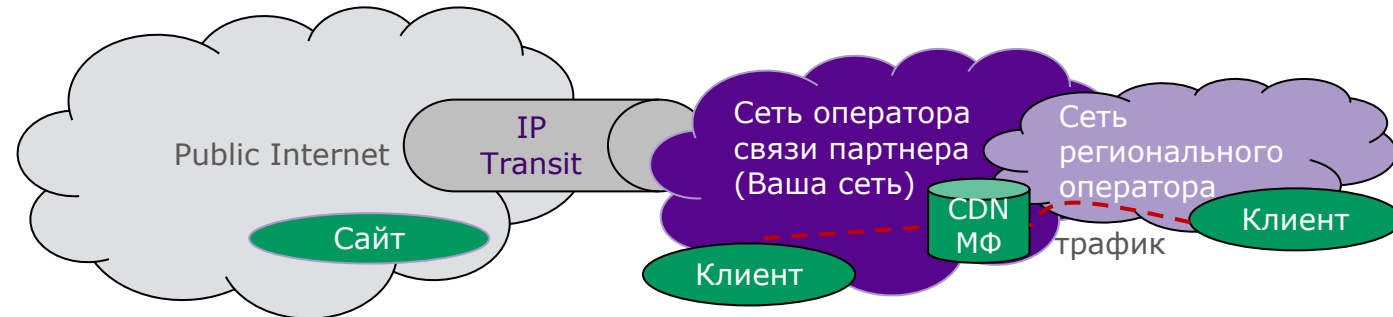 Public Internet
IP
Transit
Сайт
Сеть оператора
связи партнера
(Ваша сеть)
Клиент
CDN
МФ
Сеть
регионального
оператора
Клиент
трафик